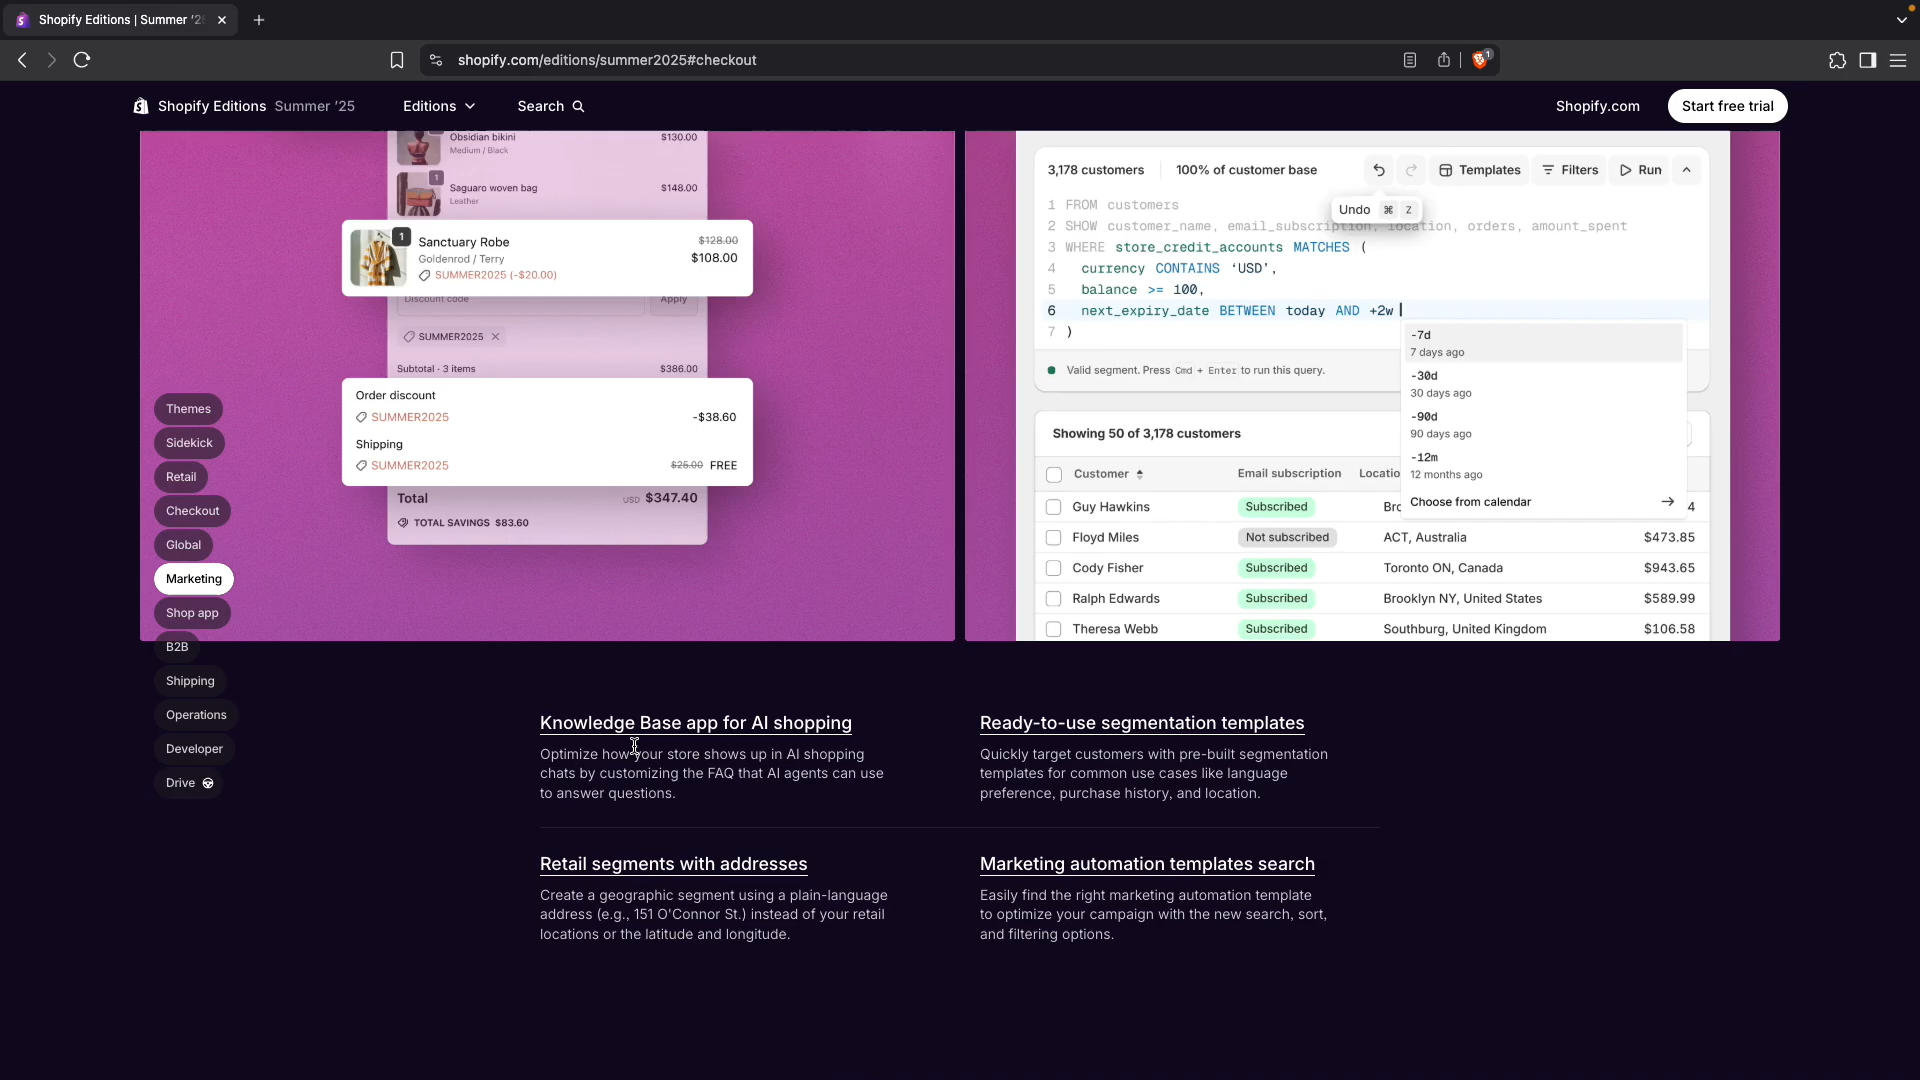 Shopify Editions | Summer '2
shopify.com/editions/summer2025#checkout
1
Shopify Editions Summer '25
Editions
Search
Shopify.com
Start free trial
Obsidian bikini
$130.00
Medium / Black
1
Saguaro woven bag
$148.00
Leather
1
Sanctuary Robe
$128.00
Goldenrod / Terry
$108.00
SUMMER2025 (-$20.00)
Discount code
Apply
SUMMER2025
Subtotal · 3 items
$386.00
Order discount
SUMMER2025
-$38.60
Shipping
SUMMER2025
$25.00 FREE
Total
USD $347.40
TOTAL SAVINGS $83.60
3,178 customers
100% of customer base
Templates
Filters
Run
Undo ⌘ Z
1 FROM customers
2 SHOW customer_name, email_subscription, location, orders, amount_spent
3 WHERE store_credit_accounts MATCHES (
4 currency CONTAINS ‘USD’,
5 balance >= 100,
6 next_expiry_date BETWEEN today AND +2w
7 )
-7d
7 days ago
-30d
30 days ago
-90d
90 days ago
-12m
12 months ago
Choose from calendar
Valid segment. Press Cmd + Enter to run this query.
Showing 50 of 3,178 customers
Customer
Email subscription
Locatio
Guy Hawkins
Subscribed
Bro
4
Floyd Miles
Not subscribed
ACT, Australia
$473.85
Cody Fisher
Subscribed
Toronto ON, Canada
$943.65
Ralph Edwards
Subscribed
Brooklyn NY, United States
$589.99
Theresa Webb
Subscribed
Southburg, United Kingdom
$106.58
Themes
Sidekick
Retail
Checkout
Global
Marketing
Shop app
B2B
Shipping
Operations
Developer
Drive
Knowledge Base app for AI shopping
Optimize how your store shows up in AI shopping
chats by customizing the FAQ that AI agents can use
to answer questions.
Ready-to-use segmentation templates
Quickly target customers with pre-built segmentation
templates for common use cases like language
preference, purchase history, and location.
Retail segments with addresses
Create a geographic segment using a plain-language
address (e.g., 151 O'Connor St.) instead of your retail
locations or the latitude and longitude.
Marketing automation templates search
Easily find the right marketing automation template
to optimize your campaign with the new search, sort,
and filtering options.